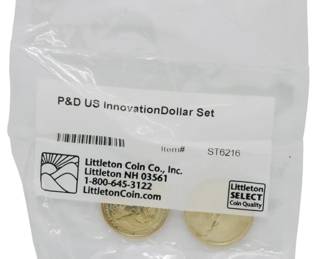 P&D US InnovationDollar Set
Item# ST6216
Littleton Coin Co., Inc.
Littleton NH 03561
1-800-645-3122
LittletonCoin.com
Littleton
SELECT
Coin Quality